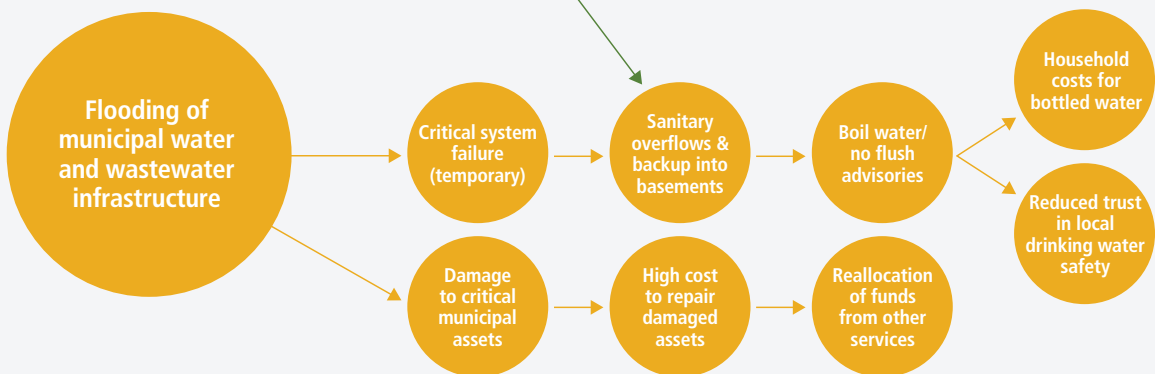 Flooding of
municipal water
and wastewater
infrastructure
Critical system
failure
(temporary)
Sanitary
overflows &
backup into
basements
Boil water/
no flush
advisories
Household
costs for
bottled water
Reduced trust
in local
drinking water
safety
Damage
to critical
municipal
assets
High cost
to repair
damaged
assets
Reallocation
of funds
from other
services